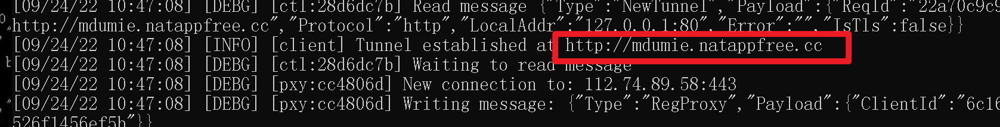 [09/24/22 10:47:08] [DEBG] [ctl:28d6dc7b] Read message {"Type":"NewTunnel","Payload":{"ReqId":"22a70c9c9
http://mdumie.natappfree.cc","Protocol":"http","LocalAddr":"127.0.0.1:80","Error":"","IsTls":false}}
[09/24/22 10:47:08] [INFO] [client] Tunnel established at http://mdumie.natappfree.cc
[09/24/22 10:47:08] [DEBG] [ctl:28d6dc7b] Waiting to read message
[09/24/22 10:47:08] [DEBG] [pxy:cc4806d] New connection to: 112.74.89.58:443
[09/24/22 10:47:08] [DEBG] [pxy:cc4806d] Writing message: {"Type":"RegProxy","Payload":{"ClientId":"6c16
526f1456ef5b"}}